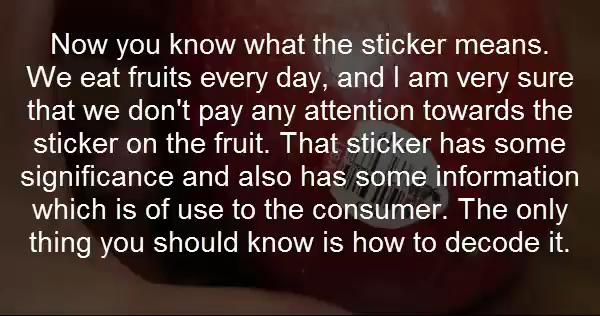 Now you know what the sticker means.
We eat fruits every day, and I am very sure
that we don't pay any attention towards the
sticker on the fruit. That sticker has some
significance and also has some information
which is of use to the consumer. The only
thing you should know is how to decode it.